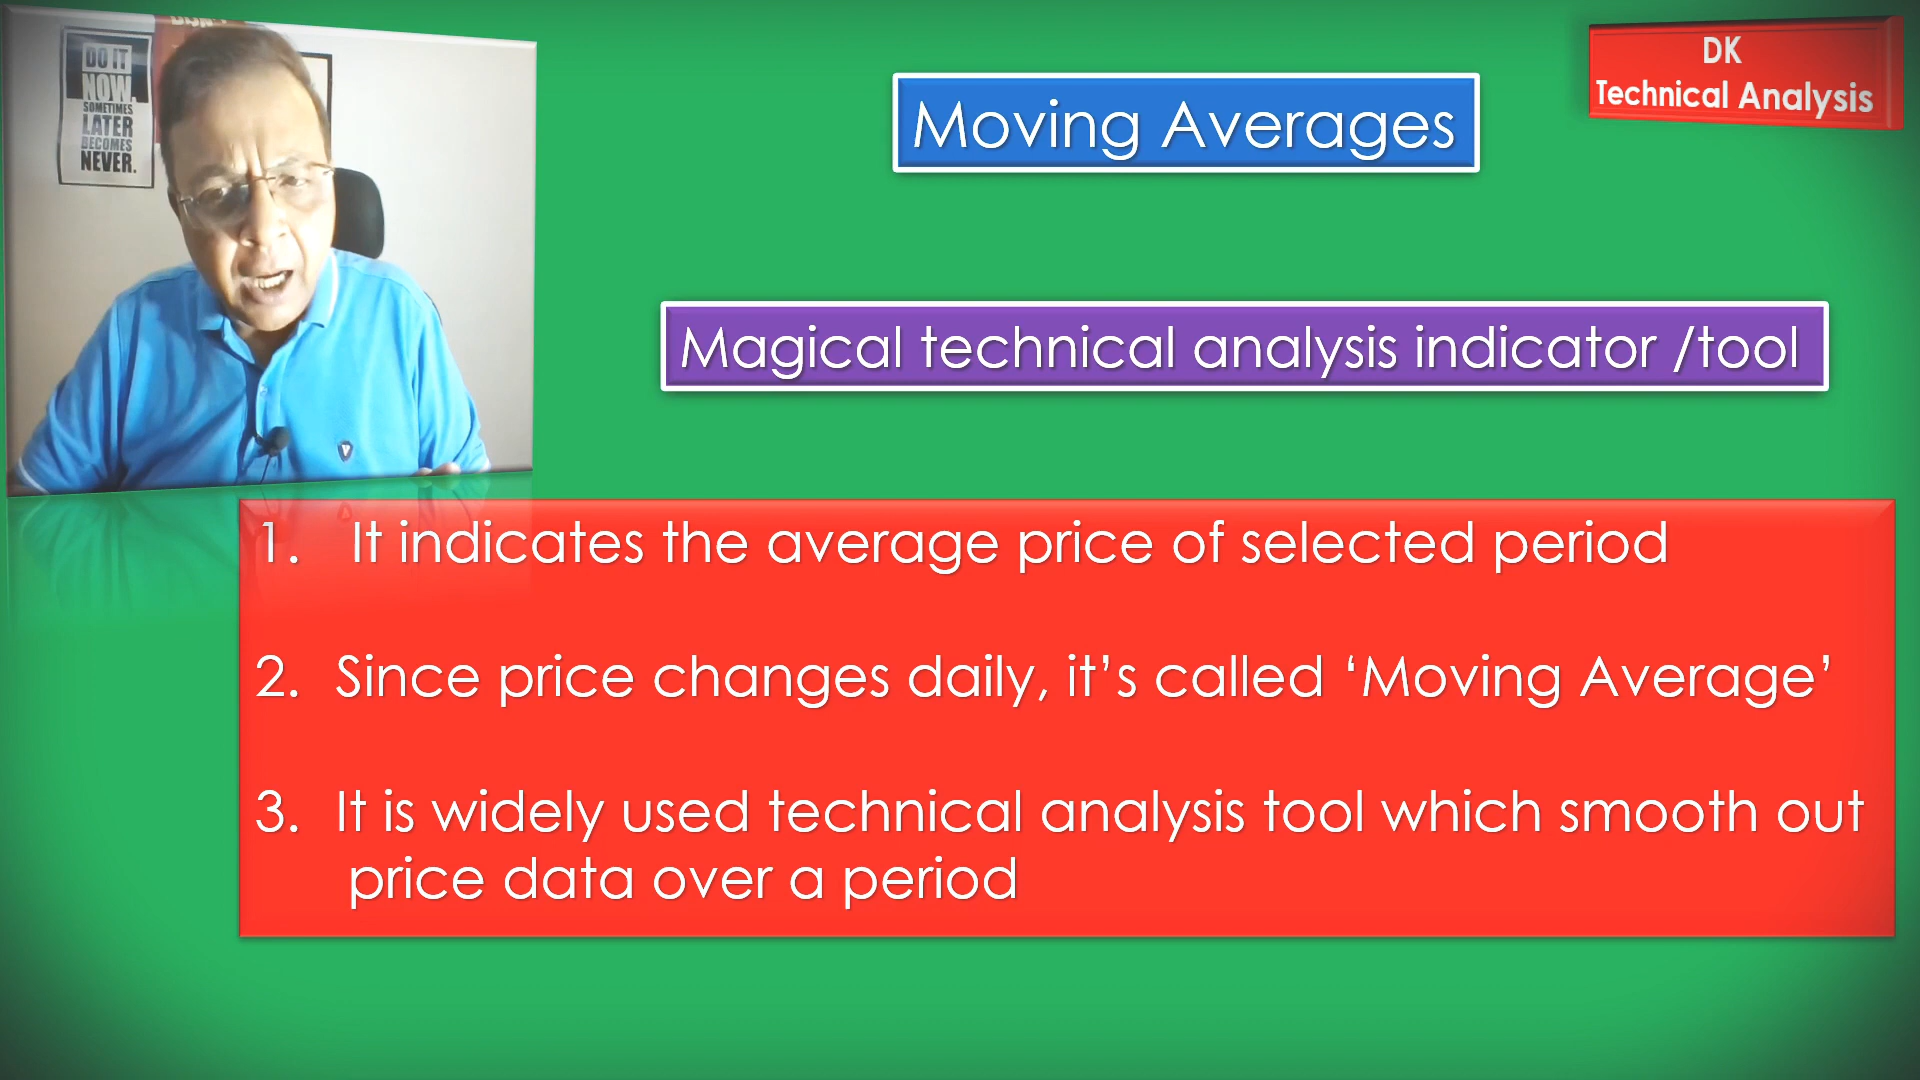 DO IT
NOW.
SOMETIMES
LATER
BECOMES
NEVER.
DK
Technical Analysis
Moving Averages
Magical technical analysis indicator /tool
1. It indicates the average price of selected period
2. Since price changes daily, it’s called ‘Moving Average’
3. It is widely used technical analysis tool which smooth out
price data over a period